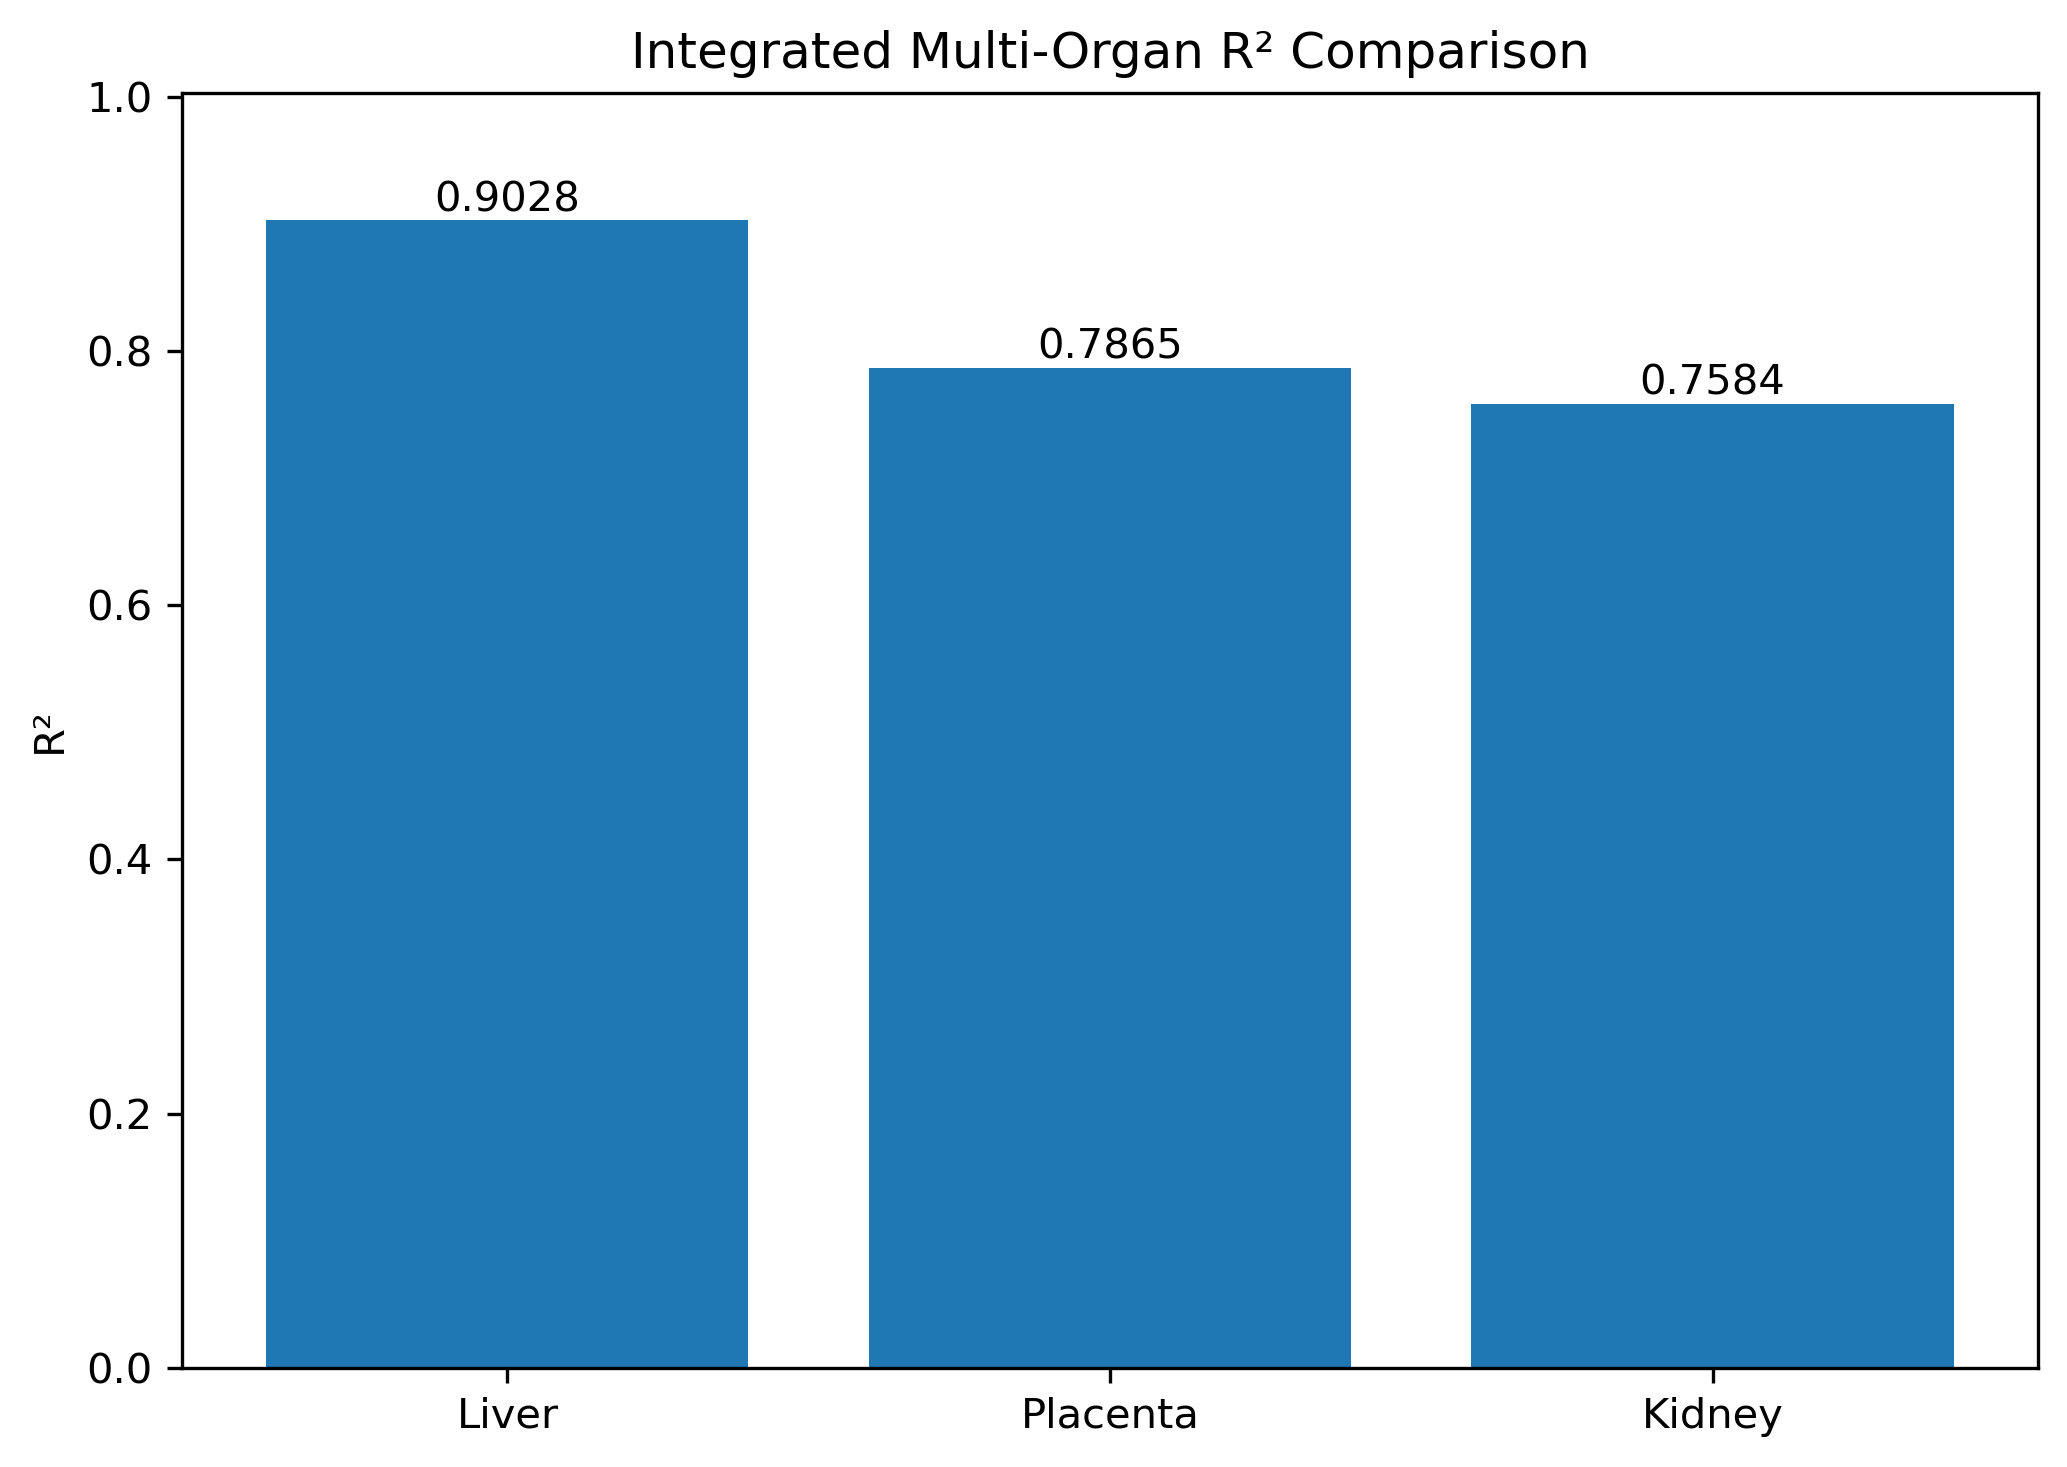 Integrated Multi-Organ R² Comparison
1.0
0.8
0.6
0.4
0.2
0.0
R²
0.9028
0.7865
0.7584
Liver
Placenta
Kidney